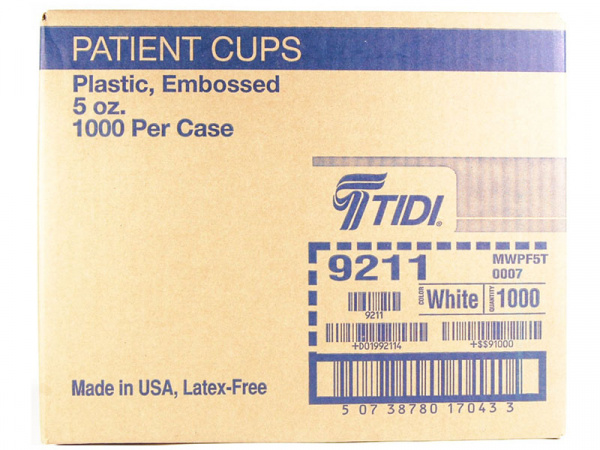 PATIENT CUPS
Plastic, Embossed
5 oz.
1000 Per Case
TIDI®
9211
MWPF5T
0007
COLOR
White
QUANTITY
1000
9211
+D01992114
+$$91000
Made in USA, Latex-Free
5 07 38780 17043 3